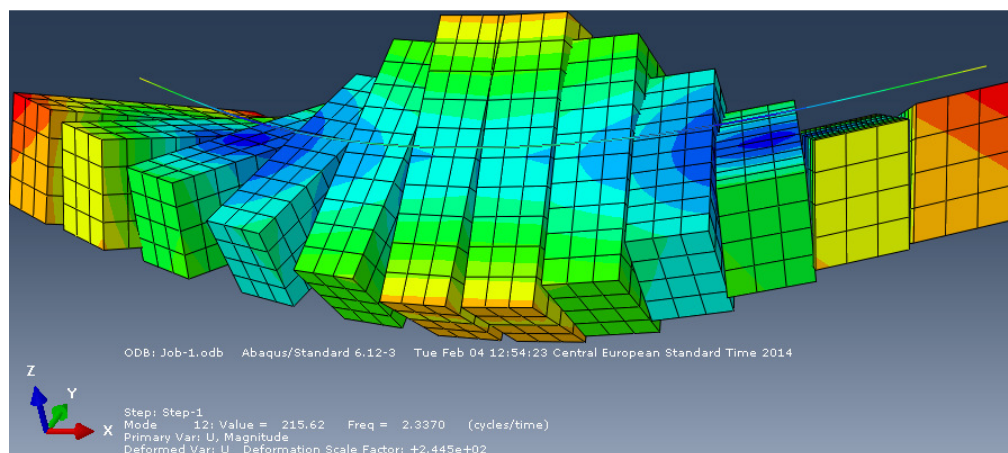 ODB: Job-1.odb    Abaqus/Standard 6.12-3    Tue Feb 04 12:54:23 Central European Standard Time 2014
Z
Y
X
Step: Step-1
Mode        12: Value =   215.62    Freq =   2.3370    (cycles/time)
Primary Var: U, Magnitude
Deformed Var: U   Deformation Scale Factor: +2.445e+02